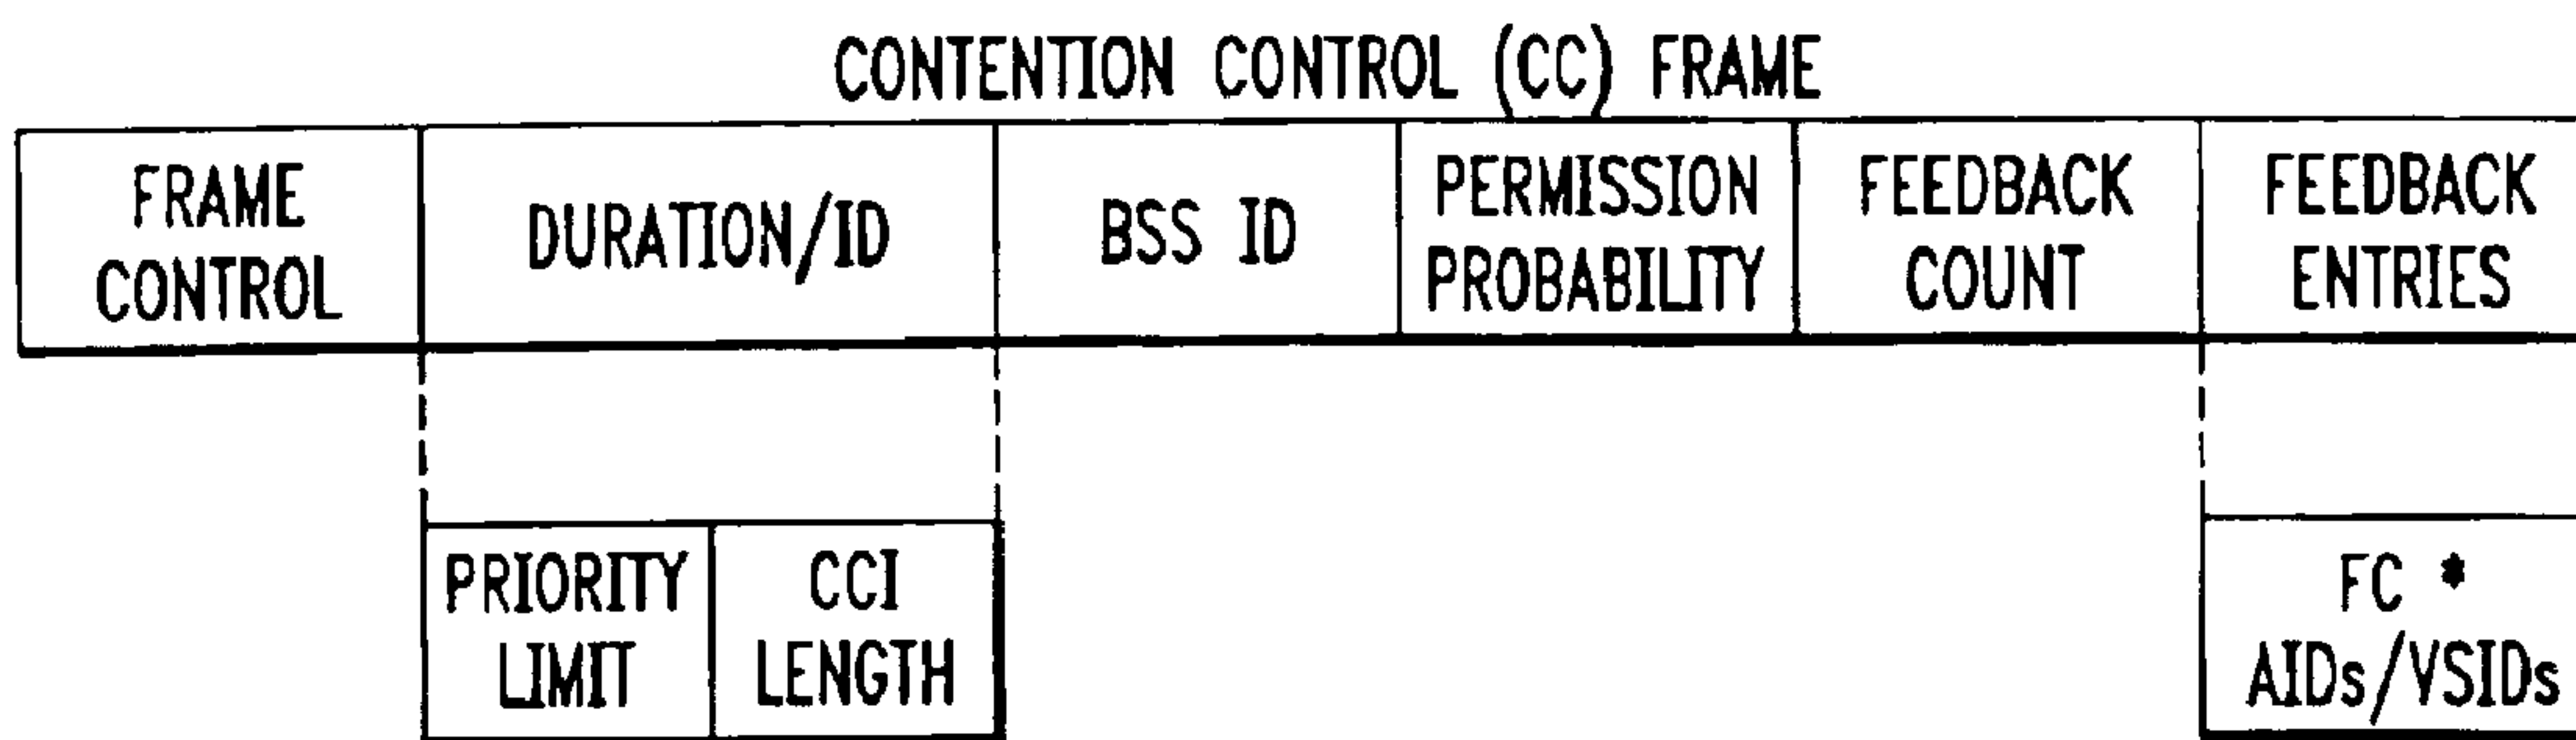 CONTENTION CONTROL (CC) FRAME
FRAME
CONTROL
DURATION/ID
BSS ID
PERMISSION
PROBABILITY
FEEDBACK
COUNT
FEEDBACK
ENTRIES
PRIORITY
LIMIT
CCI
LENGTH
FC *
AIDs/VSIDs